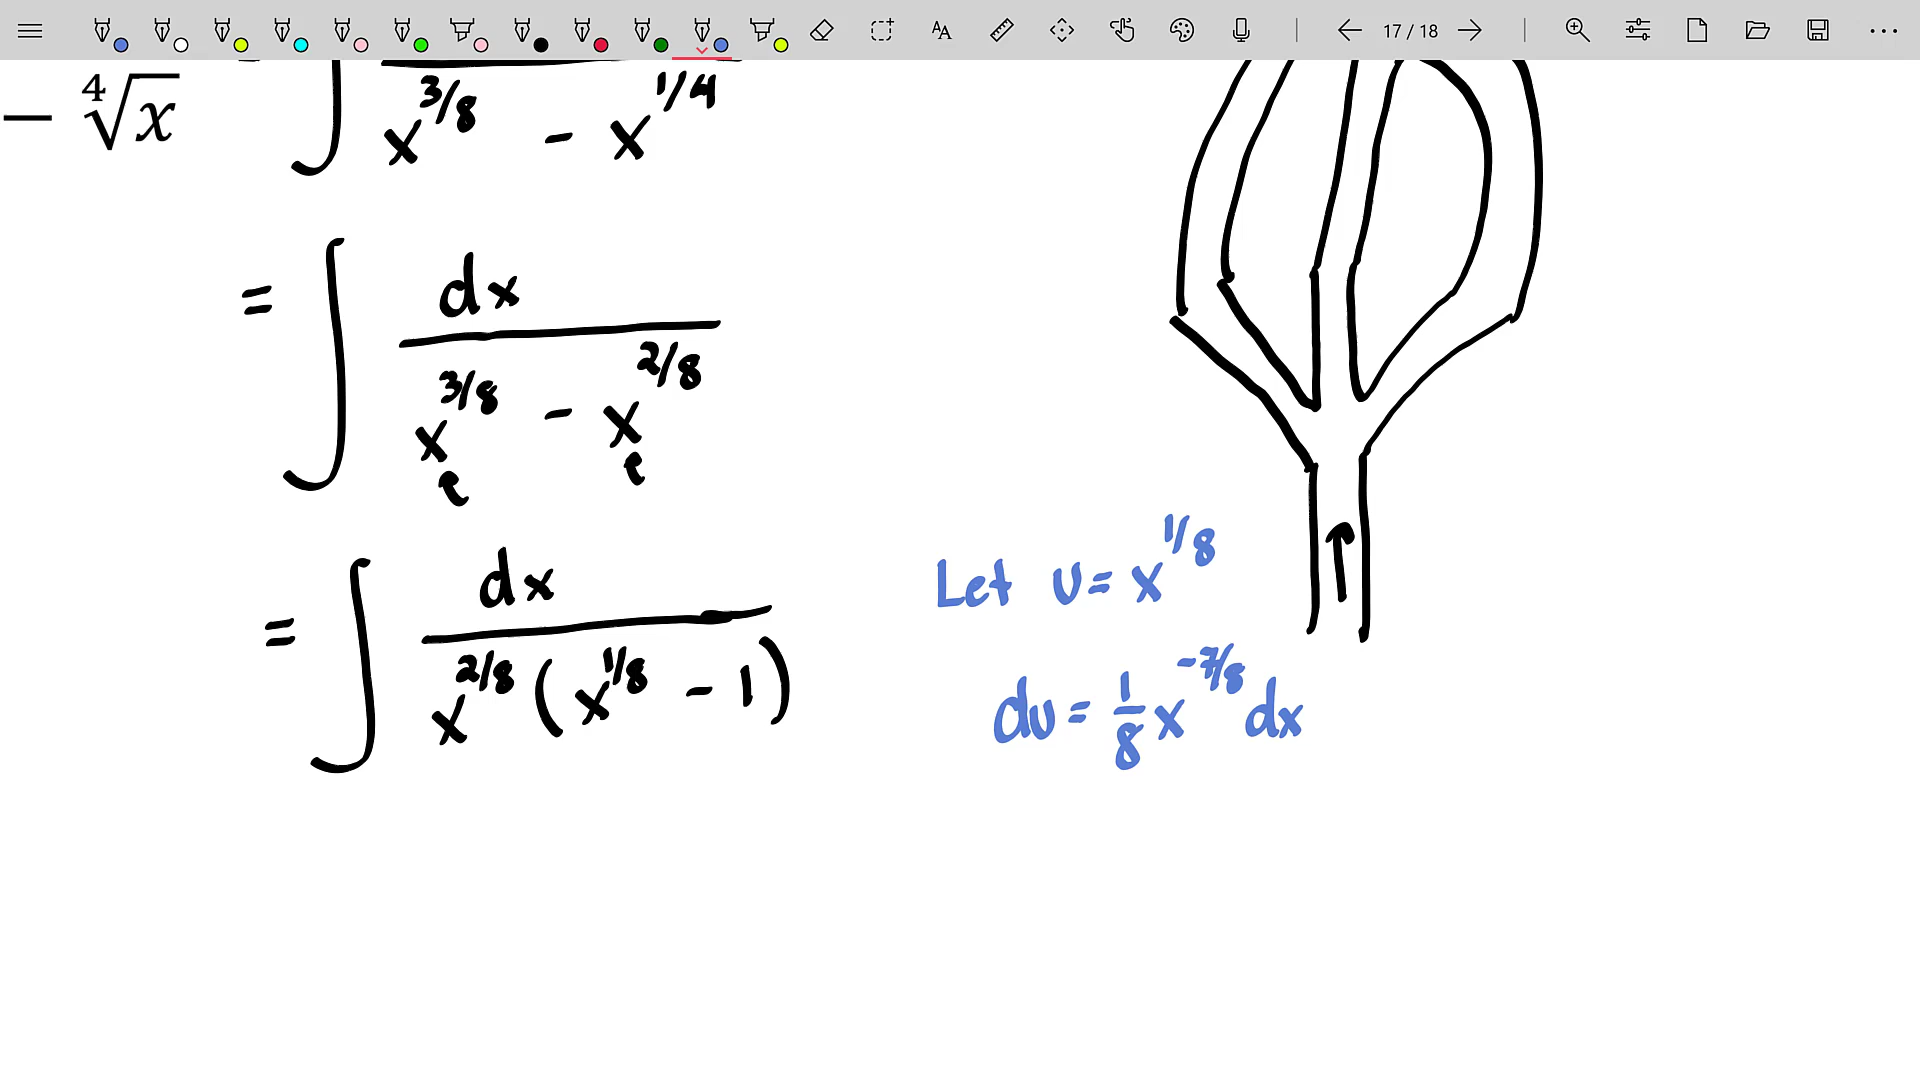 17 / 18
− ∜x = ∫ x^{3/8} − x^{1/4}
= ∫ dx / (x^{3/8} − x^{2/8})
Let u = x^{1/8}
= ∫ dx / (x^{2/8} (x^{1/8} − 1))
du = 1/8 x^{-7/8} dx